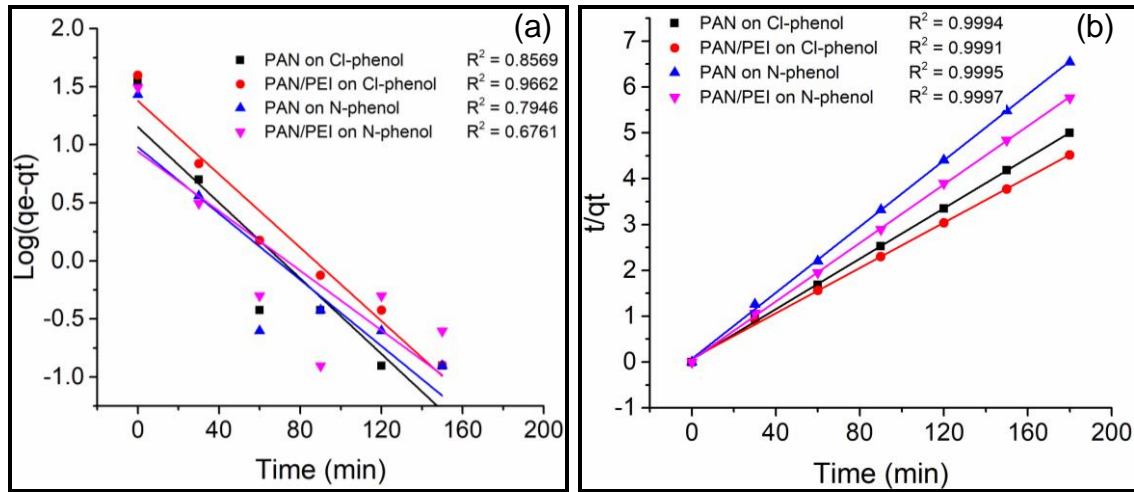 (a)
PAN on Cl-phenol R² = 0.8569
PAN/PEI on Cl-phenol R² = 0.9662
PAN on N-phenol R² = 0.7946
PAN/PEI on N-phenol R² = 0.6761
Log(qe-qt)
2.0
1.5
1.0
0.5
0.0
-0.5
-1.0
0 40 80 120 160 200
Time (min)
(b)
PAN on Cl-phenol R² = 0.9994
PAN/PEI on Cl-phenol R² = 0.9991
PAN on N-phenol R² = 0.9995
PAN/PEI on N-phenol R² = 0.9997
t/qt
7
6
5
4
3
2
1
0
-1
0 40 80 120 160 200
Time (min)